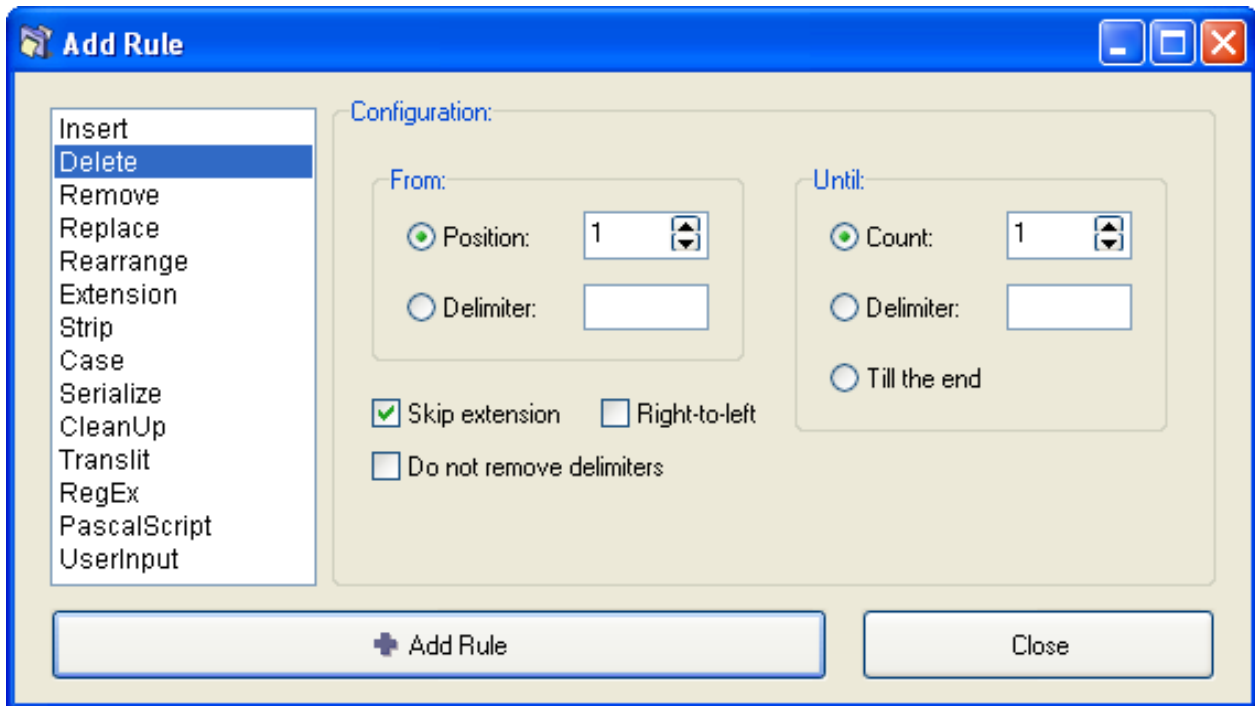 Add Rule
Insert
Delete
Remove
Replace
Rearrange
Extension
Strip
Case
Serialize
CleanUp
Translit
RegEx
PascalScript
UserInput
Configuration:
From:
Position: 1
Delimiter:
Until:
Count: 1
Delimiter:
Till the end
Skip extension Right-to-left
Do not remove delimiters
Add Rule
Close